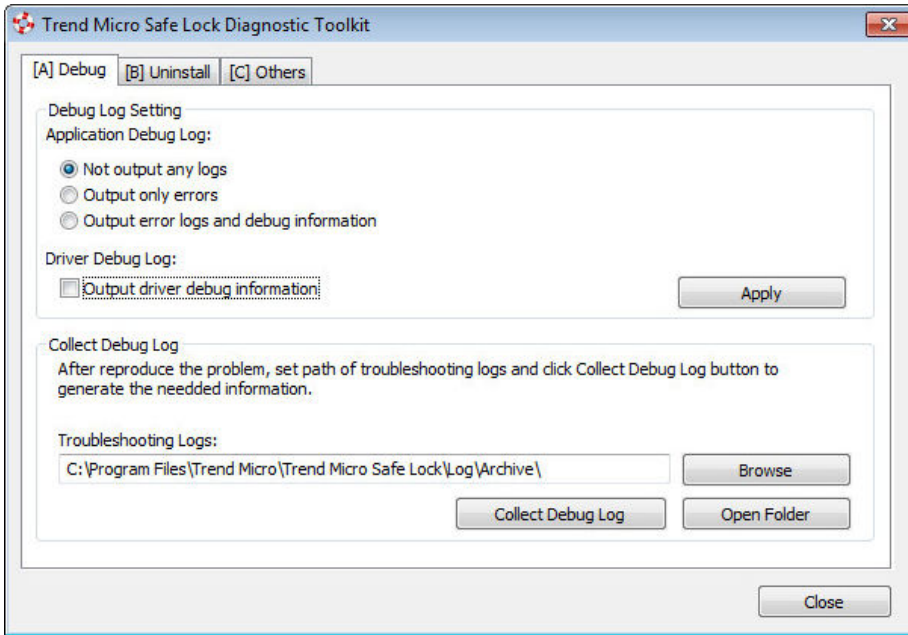 Trend Micro Safe Lock Diagnostic Toolkit
[A] Debug
[B] Uninstall
[C] Others
Debug Log Setting
Application Debug Log:
Not output any logs
Output only errors
Output error logs and debug information
Driver Debug Log:
Output driver debug information
Apply
Collect Debug Log
After reproduce the problem, set path of troubleshooting logs and click Collect Debug Log button to
generate the needded information.
Troubleshooting Logs:
C:\Program Files\Trend Micro\Trend Micro Safe Lock\Log\Archive\
Browse
Collect Debug Log
Open Folder
Close